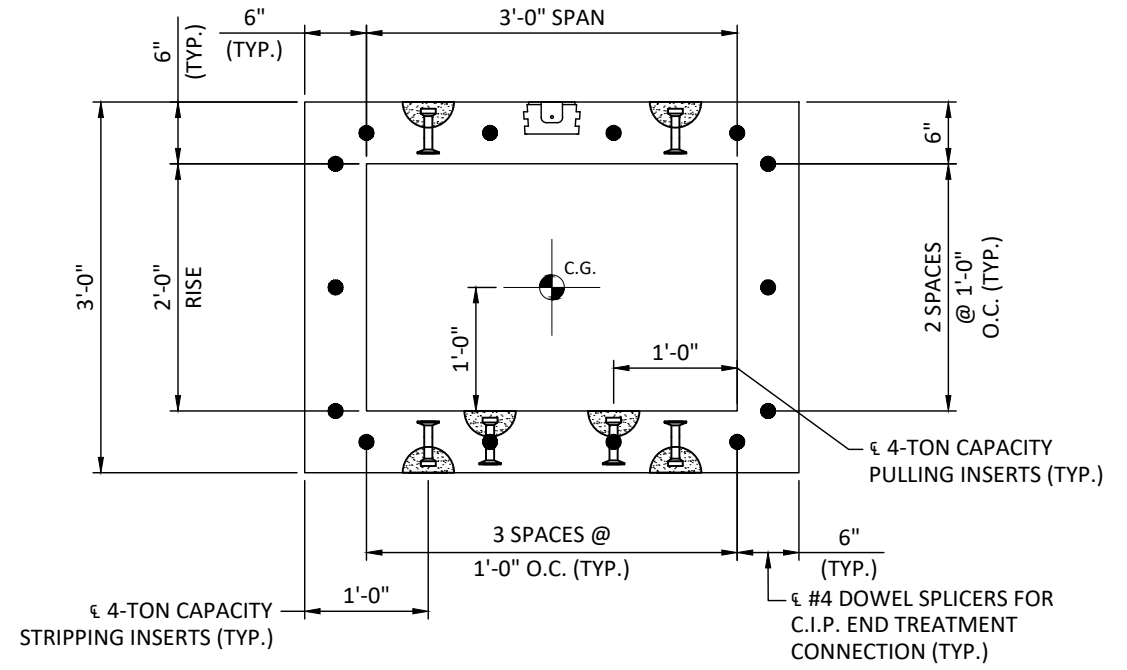 6"
(TYP.)
3'-0" SPAN
6"
(TYP.)
6"
3'-0"
2'-0"
RISE
C.G.
1'-0"
1'-0"
2 SPACES
@ 1'-0"
O.C. (TYP.)
℄ 4-TON CAPACITY
PULLING INSERTS (TYP.)
3 SPACES @
1'-0" O.C. (TYP.)
6"
(TYP.)
1'-0"
℄ 4-TON CAPACITY
STRIPPING INSERTS (TYP.)
℄ #4 DOWEL SPLICERS FOR
C.I.P. END TREATMENT
CONNECTION (TYP.)